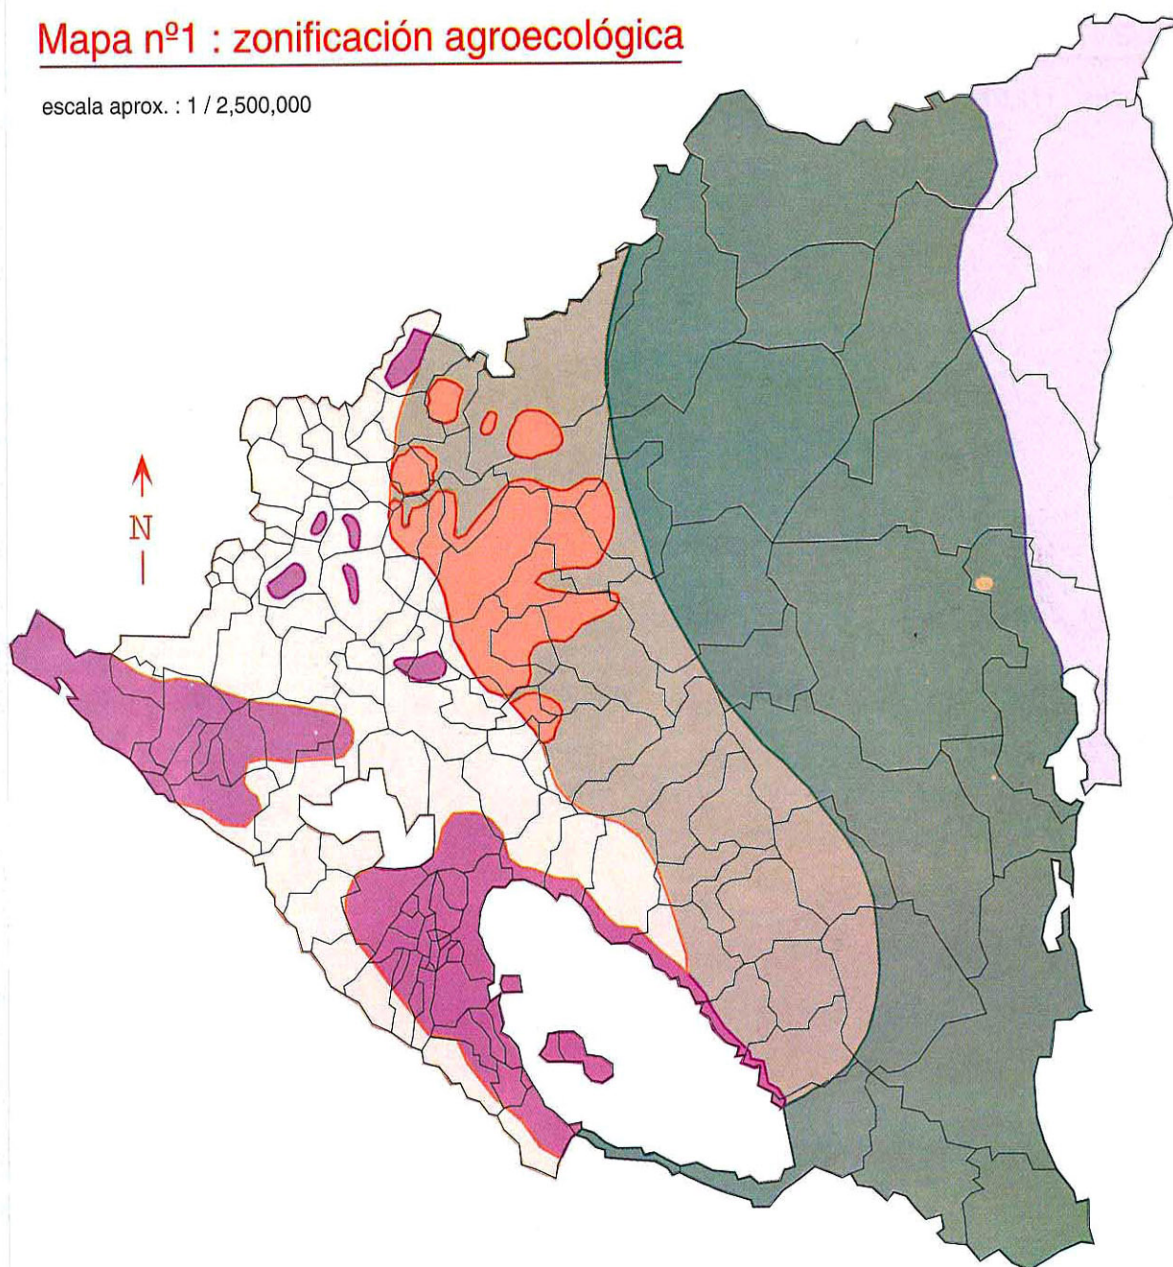 Mapa nº1 : zonificación agroecológica
escala aprox. : 1 / 2,500,000
N